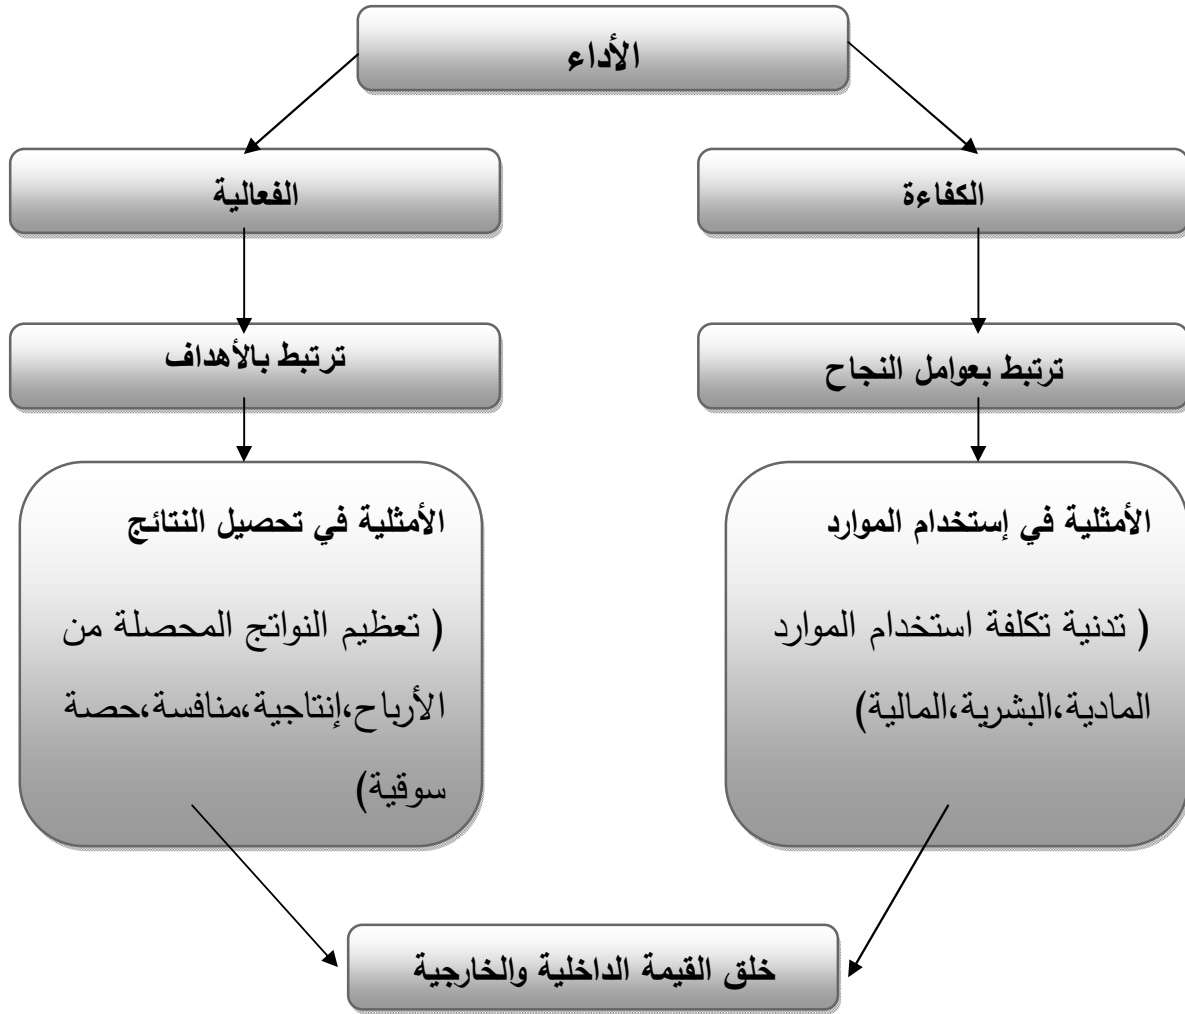 الأداء
الكفاءة
الفعالية
ترتبط بعوامل النجاح
ترتبط بالأهداف
الأمثلية في إستخدام الموارد
( تدنية تكلفة استخدام الموارد
المادية،البشرية،المالية)
الأمثلية في تحصيل النتائج
( تعظيم النواتج المحصلة من
الأرباح،إنتاجية،منافسة،حصة
سوقية)
خلق القيمة الداخلية والخارجية